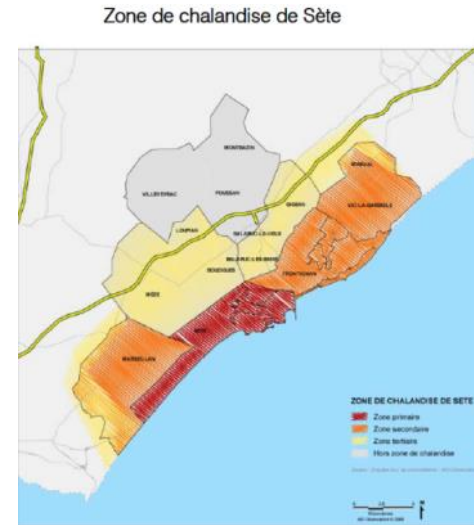 Zone de chalandise de Sète
MONTBAZIN
MIREVAL
VILLEVEYRAC
POUSSAN
VIC-LA-GARDIOLE
GIGEAN
LOUPIAN
BALARUC-LE-VIEUX
BALARUC-LES-BAINS
BOUZIGUES
FRONTIGNAN
MÈZE
SÈTE
MARSEILLAN
ZONE DE CHALANDISE DE SETE
Zone primaire
Zone secondaire
Zone tertiaire
Hors zone de chalandise